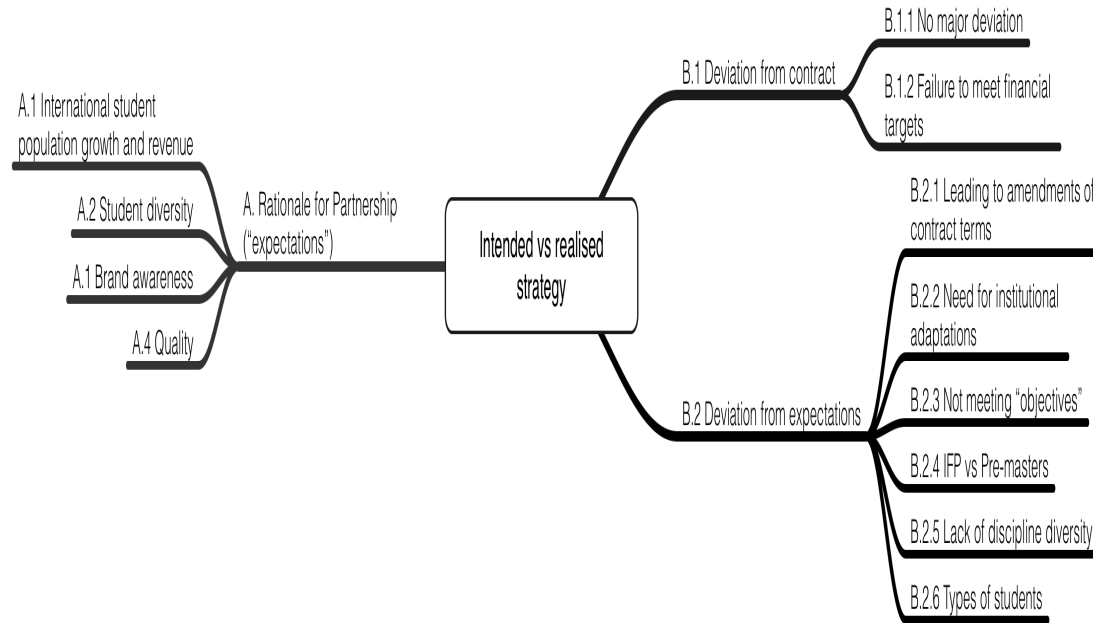 A.1 International student
population growth and revenue
A.2 Student diversity
A.1 Brand awareness
A.4 Quality
A. Rationale for Partnership
(“expectations”)
Intended vs realised
strategy
B.1 Deviation from contract
B.1.1 No major deviation
B.1.2 Failure to meet financial
targets
B.2 Deviation from expectations
B.2.1 Leading to amendments of
contract terms
B.2.2 Need for institutional
adaptations
B.2.3 Not meeting “objectives”
B.2.4 IFP vs Pre-masters
B.2.5 Lack of discipline diversity
B.2.6 Types of students